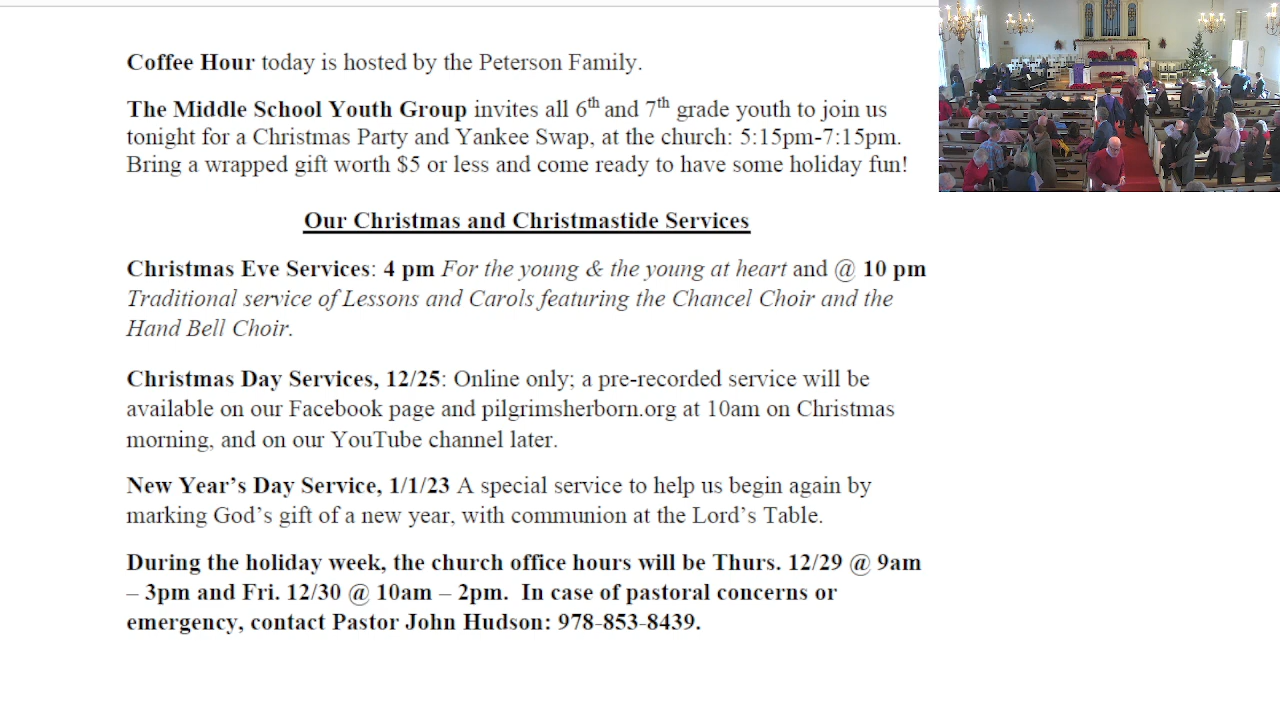 Coffee Hour today is hosted by the Peterson Family.
The Middle School Youth Group invites all 6th and 7th grade youth to join us
tonight for a Christmas Party and Yankee Swap, at the church: 5:15pm-7:15pm.
Bring a wrapped gift worth $5 or less and come ready to have some holiday fun!
Our Christmas and Christmastide Services
Christmas Eve Services: 4 pm For the young & the young at heart and @ 10 pm
Traditional service of Lessons and Carols featuring the Chancel Choir and the
Hand Bell Choir.
Christmas Day Services, 12/25: Online only; a pre-recorded service will be
available on our Facebook page and pilgrimsherborn.org at 10am on Christmas
morning, and on our YouTube channel later.
New Year's Day Service, 1/1/23 A special service to help us begin again by
marking God's gift of a new year, with communion at the Lord's Table.
During the holiday week, the church office hours will be Thurs. 12/29 @ 9am
– 3pm and Fri. 12/30 @ 10am – 2pm.  In case of pastoral concerns or
emergency, contact Pastor John Hudson: 978-853-8439.